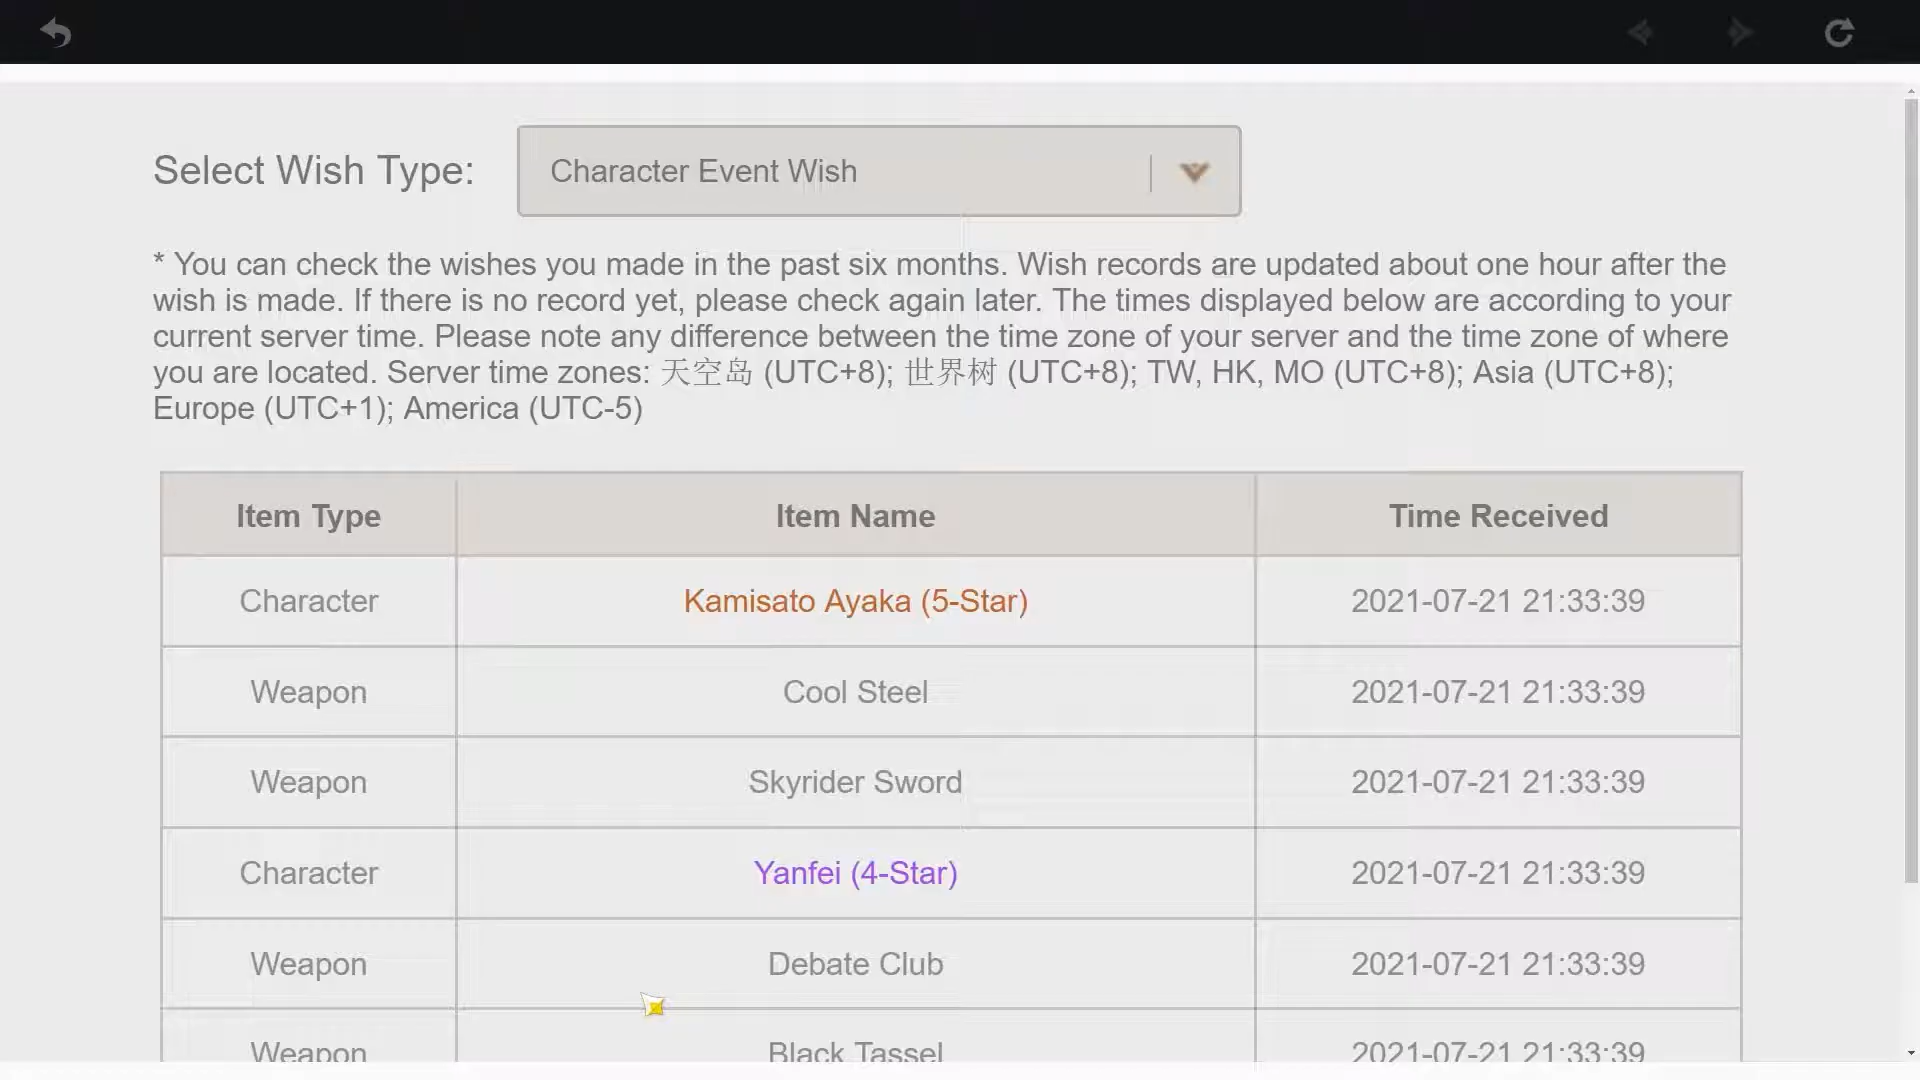 Select Wish Type:
Character Event Wish
* You can check the wishes you made in the past six months. Wish records are updated about one hour after the
wish is made. If there is no record yet, please check again later. The times displayed below are according to your
current server time. Please note any difference between the time zone of your server and the time zone of where
you are located. Server time zones: 天空岛 (UTC+8); 世界树 (UTC+8); TW, HK, MO (UTC+8); Asia (UTC+8);
Europe (UTC+1); America (UTC-5)
Item Type Item Name Time Received
Character Kamisato Ayaka (5-Star) 2021-07-21 21:33:39
Weapon Cool Steel 2021-07-21 21:33:39
Weapon Skyrider Sword 2021-07-21 21:33:39
Character Yanfei (4-Star) 2021-07-21 21:33:39
Weapon Debate Club 2021-07-21 21:33:39
Weapon Black Tassel 2021-07-21 21:33:39